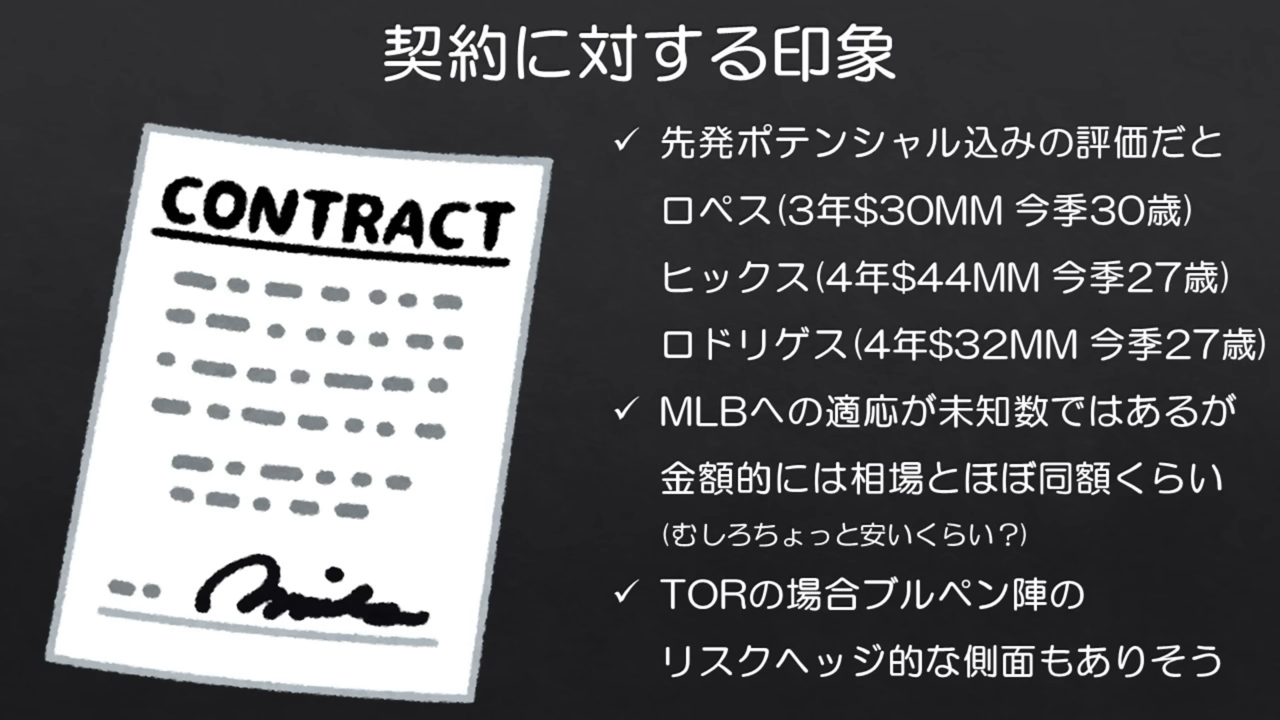 契約に対する印象
CONTRACT
✓ 先発ポテンシャル込みの評価だと
ロペス(3年$30MM 今季30歳)
ヒックス(4年$44MM 今季27歳)
ロドリゲス(4年$32MM 今季27歳)
✓ MLBへの適応が未知数ではあるが
金額的には相場とほぼ同額くらい
(むしろちょっと安いくらい？)
✓ TORの場合ブルペン陣の
リスクヘッジ的な側面もありそう